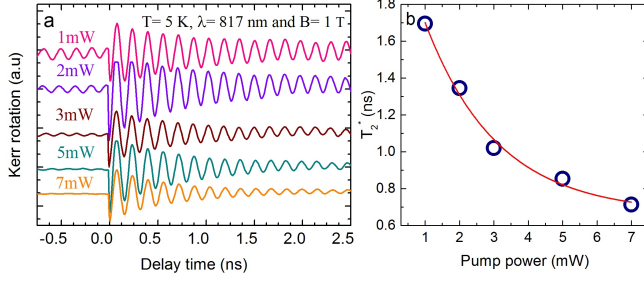 a
T= 5 K, λ= 817 nm and B= 1 T
1mW
2mW
3mW
5mW
7mW
Kerr rotation (a.u)
-0.5 0.0 0.5 1.0 1.5 2.0 2.5
Delay time (ns)
b
1.8
1.6
1.4
1.2
1.0
0.8
0.6
T₂* (ns)
1 2 3 4 5 6 7
Pump power (mW)